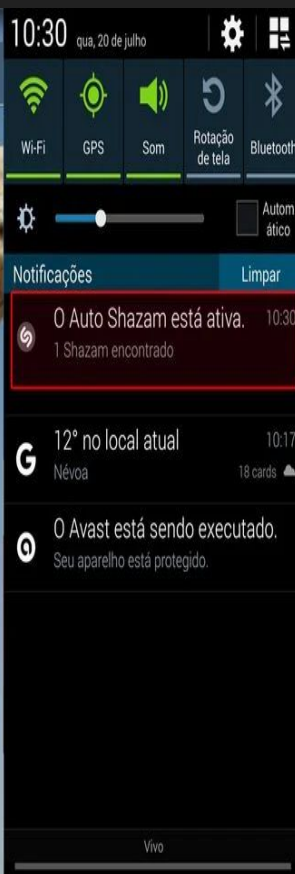 10:30 qua, 20 de julho
Wi-Fi GPS Som Rotação de tela Bluetooth
Autom
ático
Notificações Limpar
O Auto Shazam está ativa. 10:30
1 Shazam encontrado
12° no local atual 10:17
Névoa 18 cards
O Avast está sendo executado.
Seu aparelho está protegido.
Vivo